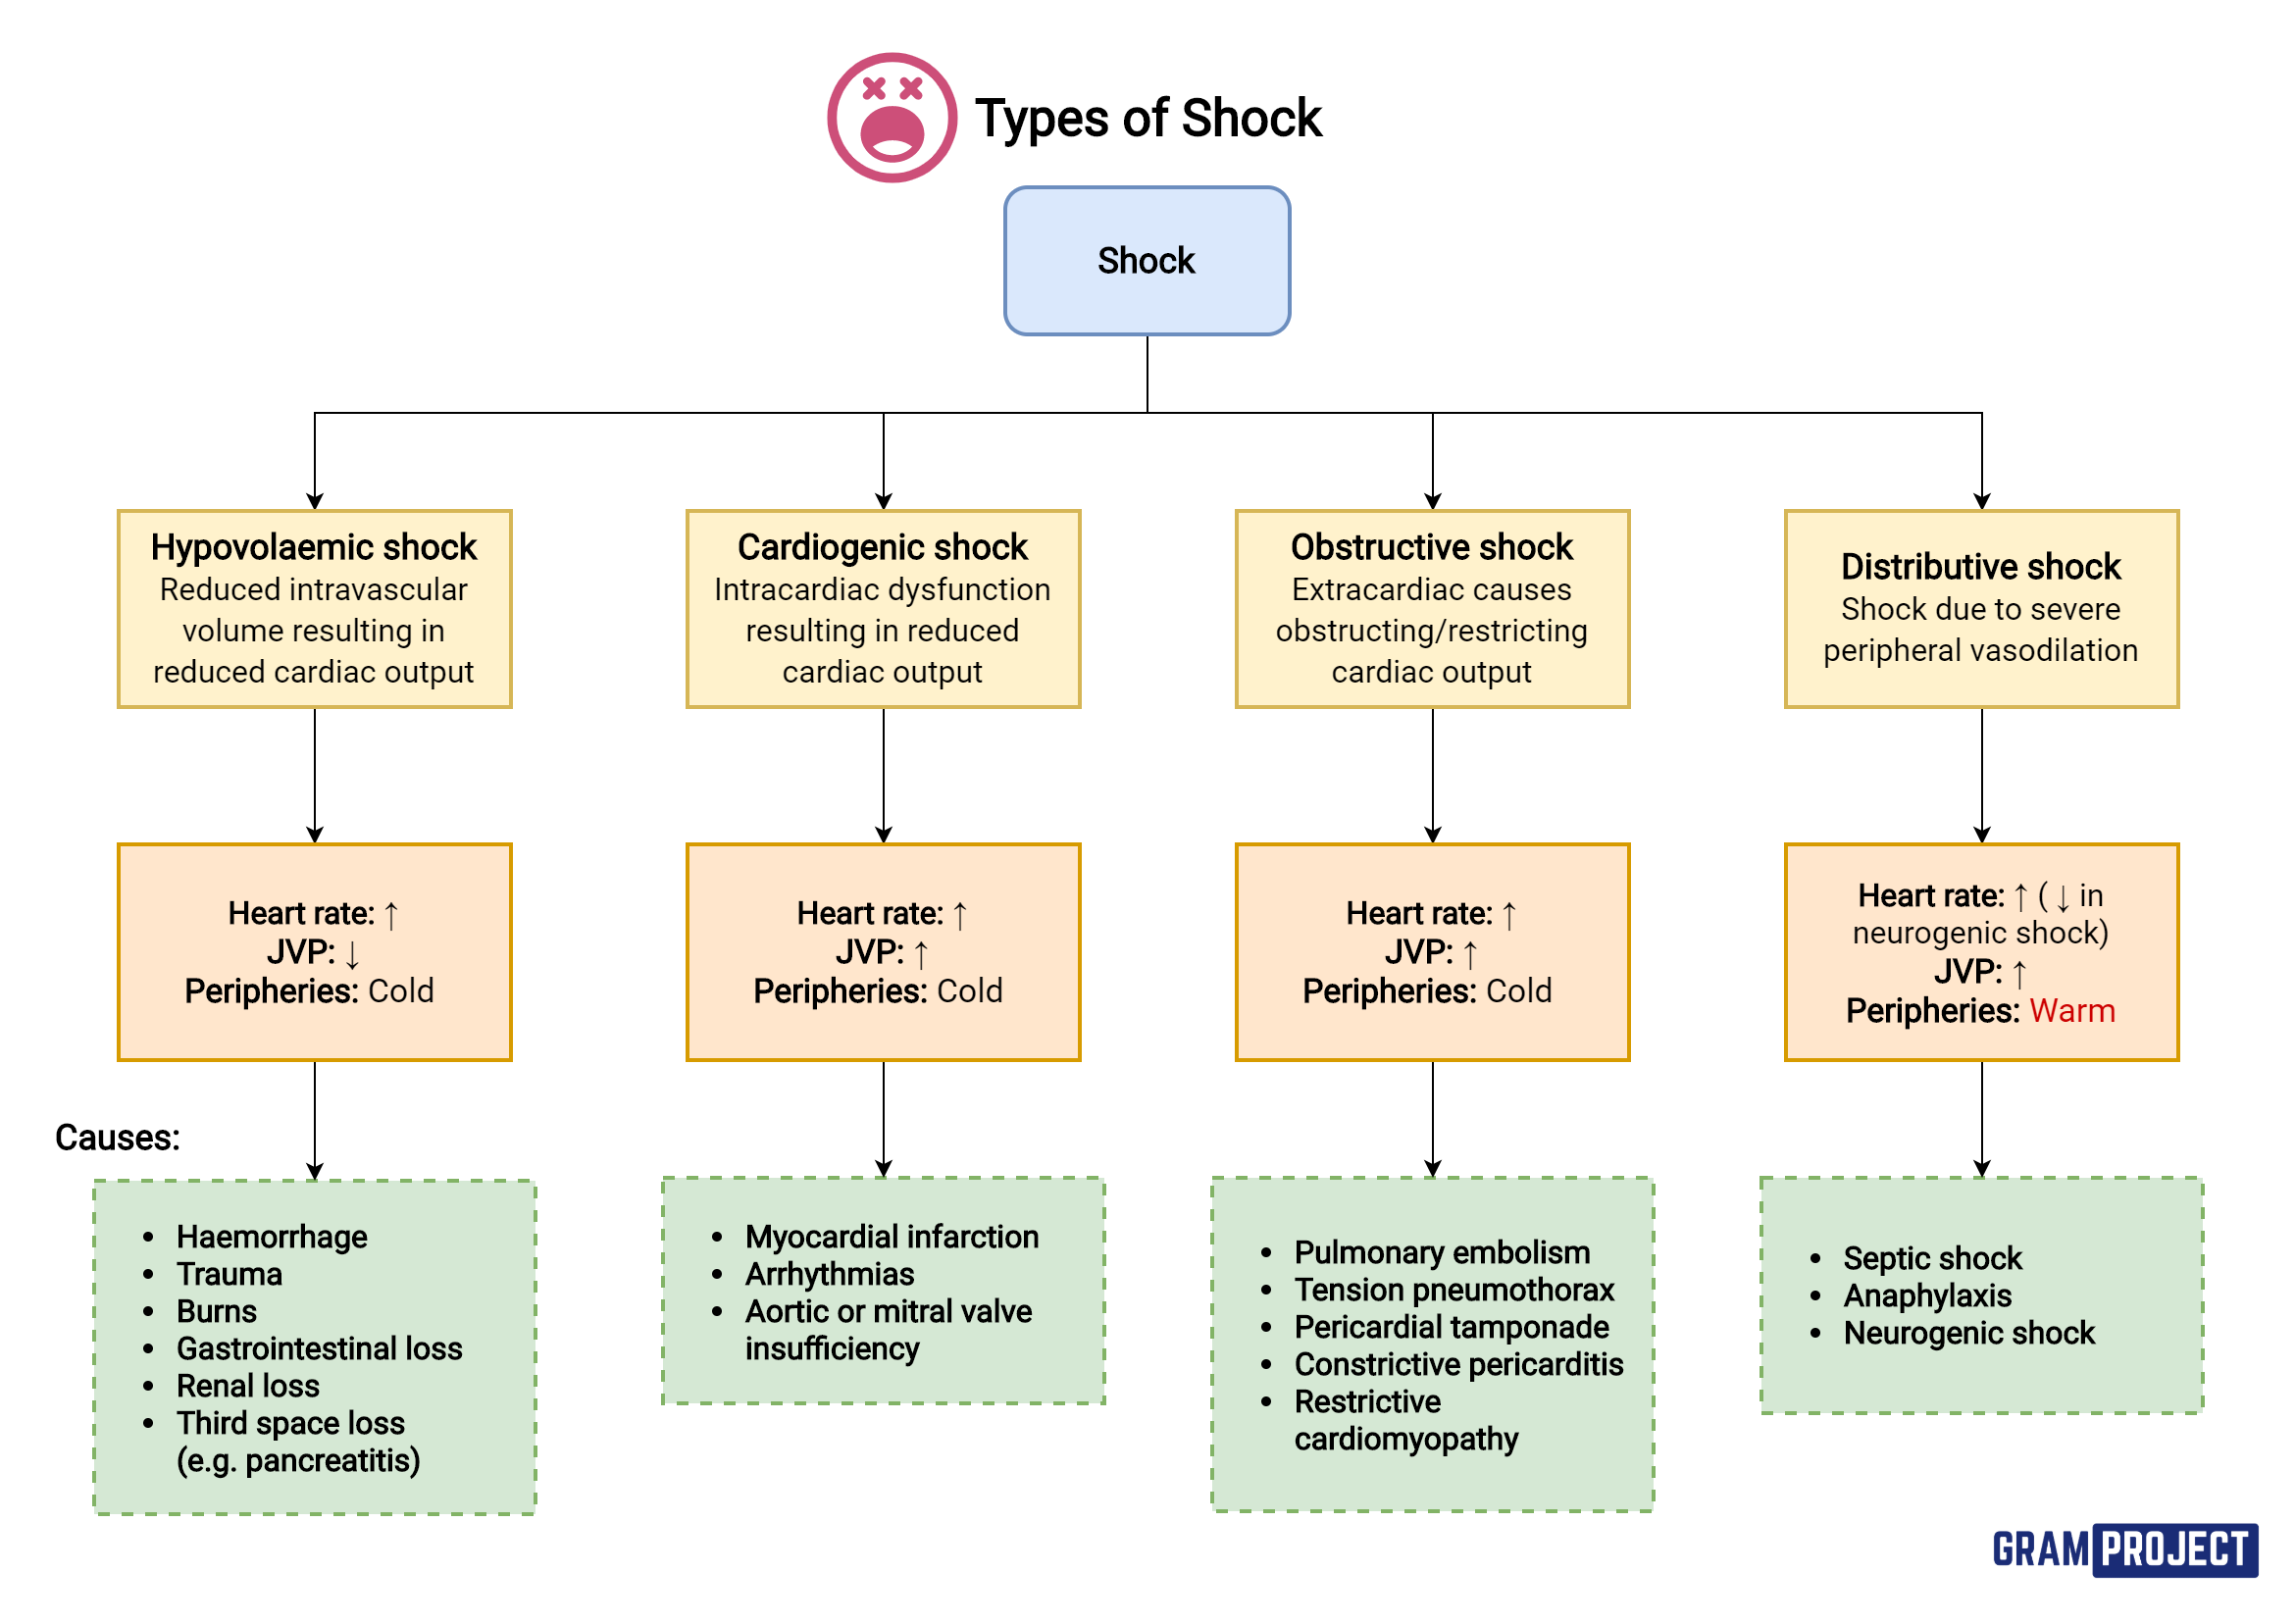 Types of Shock
Shock
Hypovolaemic shock
Reduced intravascular
volume resulting in
reduced cardiac output
Cardiogenic shock
Intracardiac dysfunction
resulting in reduced
cardiac output
Obstructive shock
Extracardiac causes
obstructing/restricting
cardiac output
Distributive shock
Shock due to severe
peripheral vasodilation
Heart rate: ↑
JVP: ↓
Peripheries: Cold
Heart rate: ↑
JVP: ↑
Peripheries: Cold
Heart rate: ↑
JVP: ↑
Peripheries: Cold
Heart rate: ↑ ( ↓ in
neurogenic shock)
JVP: ↑
Peripheries: Warm
Causes:
• Haemorrhage
• Trauma
• Burns
• Gastrointestinal loss
• Renal loss
• Third space loss
(e.g. pancreatitis)
• Myocardial infarction
• Arrhythmias
• Aortic or mitral valve
insufficiency
• Pulmonary embolism
• Tension pneumothorax
• Pericardial tamponade
• Constrictive pericarditis
• Restrictive
cardiomyopathy
• Septic shock
• Anaphylaxis
• Neurogenic shock
GRAM PROJECT